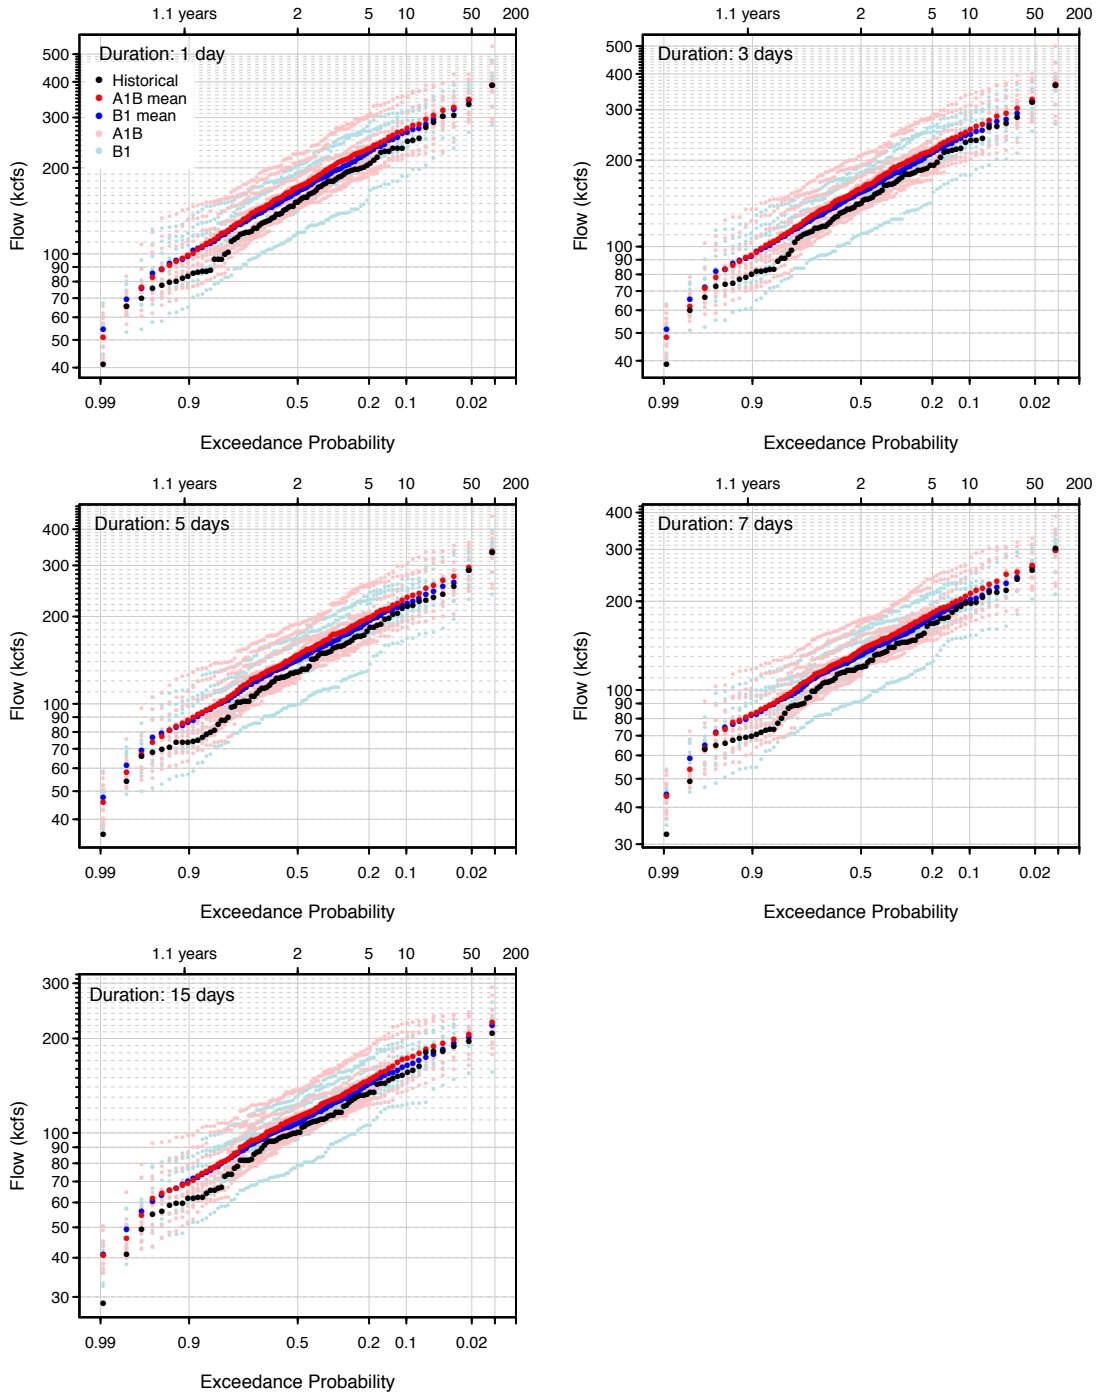 1.1 years 2 5 10 50 200
Duration: 1 day
Historical
A1B mean
B1 mean
A1B
B1
Flow (kcfs)
500
400
300
200
100
90
80
70
60
50
40
0.99 0.9 0.5 0.2 0.1 0.02
Exceedance Probability
1.1 years 2 5 10 50 200
Duration: 3 days
Flow (kcfs)
500
400
300
200
100
90
80
70
60
50
40
0.99 0.9 0.5 0.2 0.1 0.02
Exceedance Probability
1.1 years 2 5 10 50 200
Duration: 5 days
Flow (kcfs)
400
300
200
100
90
80
70
60
50
40
0.99 0.9 0.5 0.2 0.1 0.02
Exceedance Probability
1.1 years 2 5 10 50 200
Duration: 7 days
Flow (kcfs)
400
300
200
100
90
80
70
60
50
40
30
0.99 0.9 0.5 0.2 0.1 0.02
Exceedance Probability
1.1 years 2 5 10 50 200
Duration: 15 days
Flow (kcfs)
300
200
100
90
80
70
60
50
40
30
0.99 0.9 0.5 0.2 0.1 0.02
Exceedance Probability